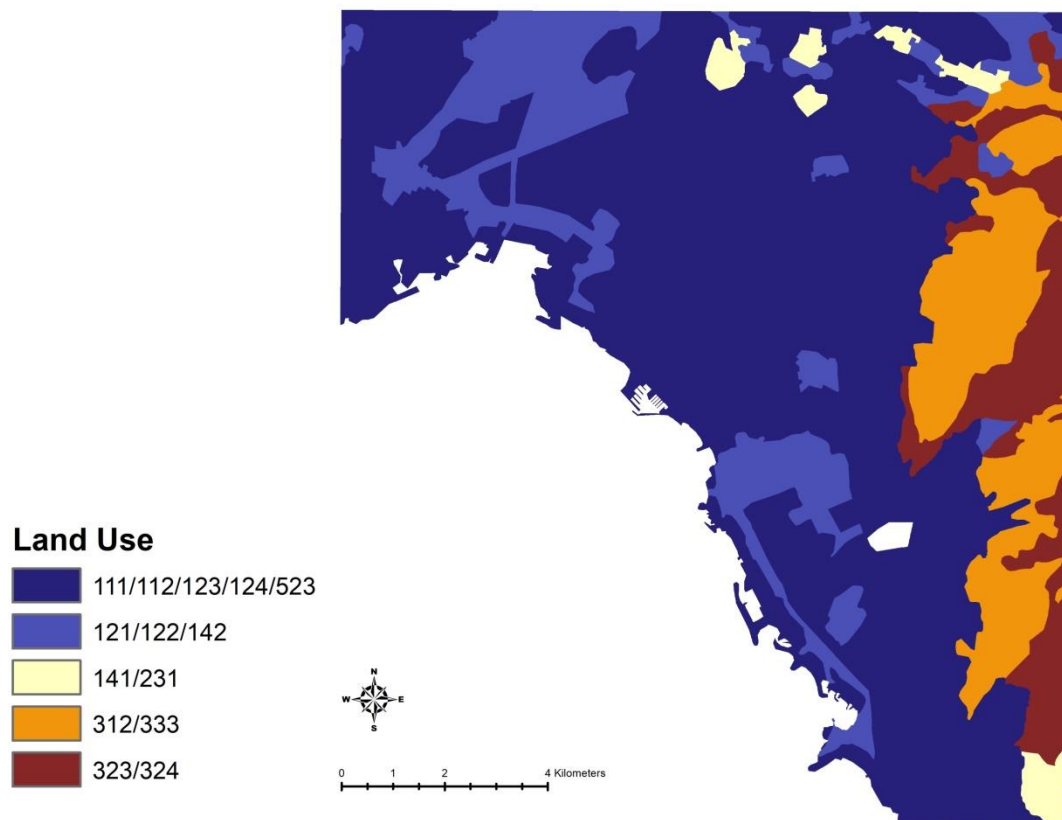 Land Use
111/112/123/124/523
121/122/142
141/231
312/333
323/324
N
W E
S
0 1 2 4 Kilometers